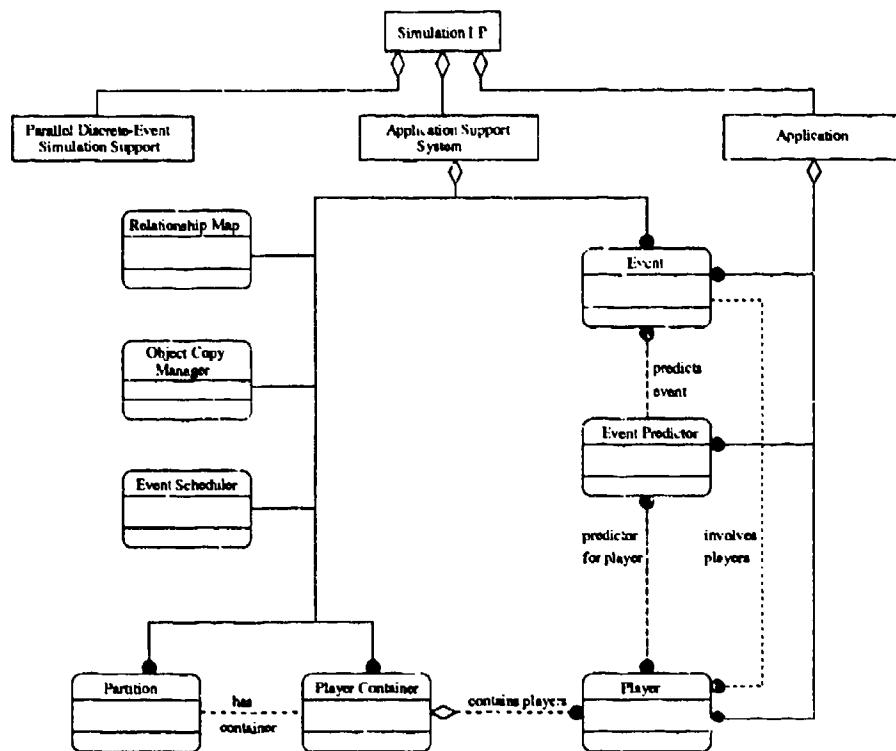 Simulation LP
Parallel Discrete-Event
Simulation Support
Application Support
System
Application
Relationship Map
Event
Object Copy
Manager
predicts
event
Event Predictor
Event Scheduler
predictor
for player
involves
players
Partition
has
container
Player Container
contains players
Player